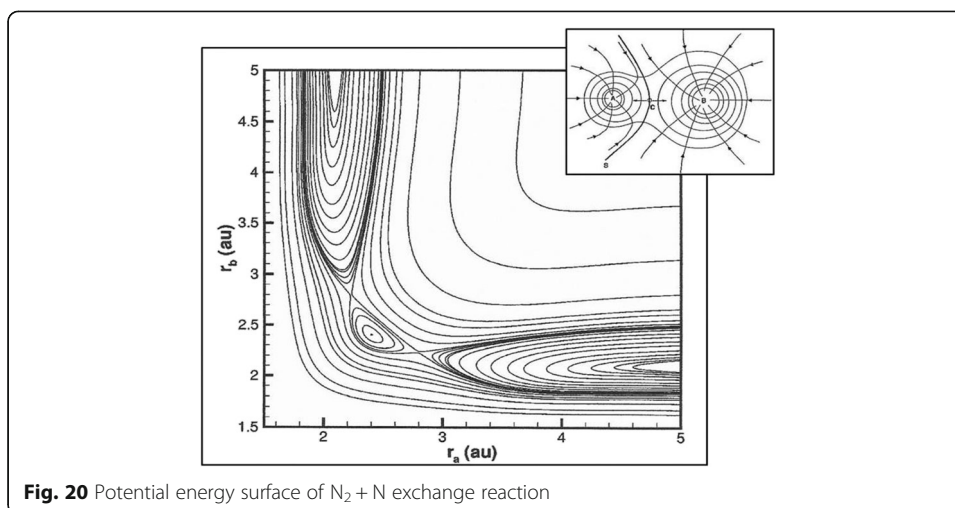 A
C
B
S
5
4.5
4
3.5
3
2.5
2
1.5
r_b (au)
2
3
4
5
r_a (au)
Fig. 20 Potential energy surface of N₂ + N exchange reaction